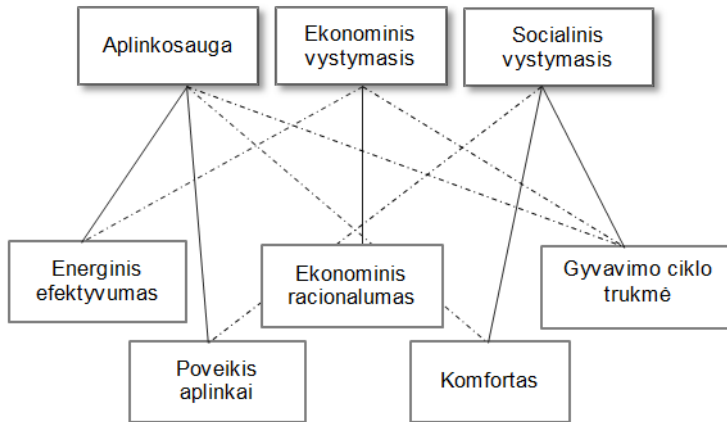 Aplinkosauga
Ekonominis
vystymasis
Socialinis
vystymasis
Energinis
efektyvumas
Ekonominis
racionalumas
Gyvavimo ciklo
trukmė
Poveikis
aplinkai
Komfortas